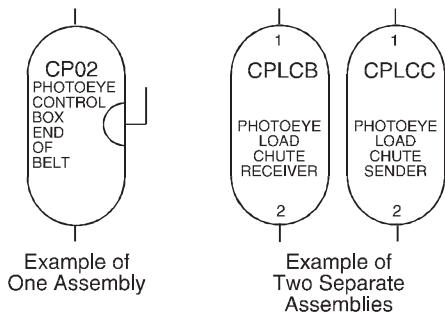 CP02
PHOTOEYE
CONTROL
BOX
END
OF
BELT
Example of
One Assembly
1
CPLCB
PHOTOEYE
LOAD
CHUTE
RECEIVER
2
1
CPLCC
PHOTOEYE
LOAD
CHUTE
SENDER
2
Example of
Two Separate
Assemblies